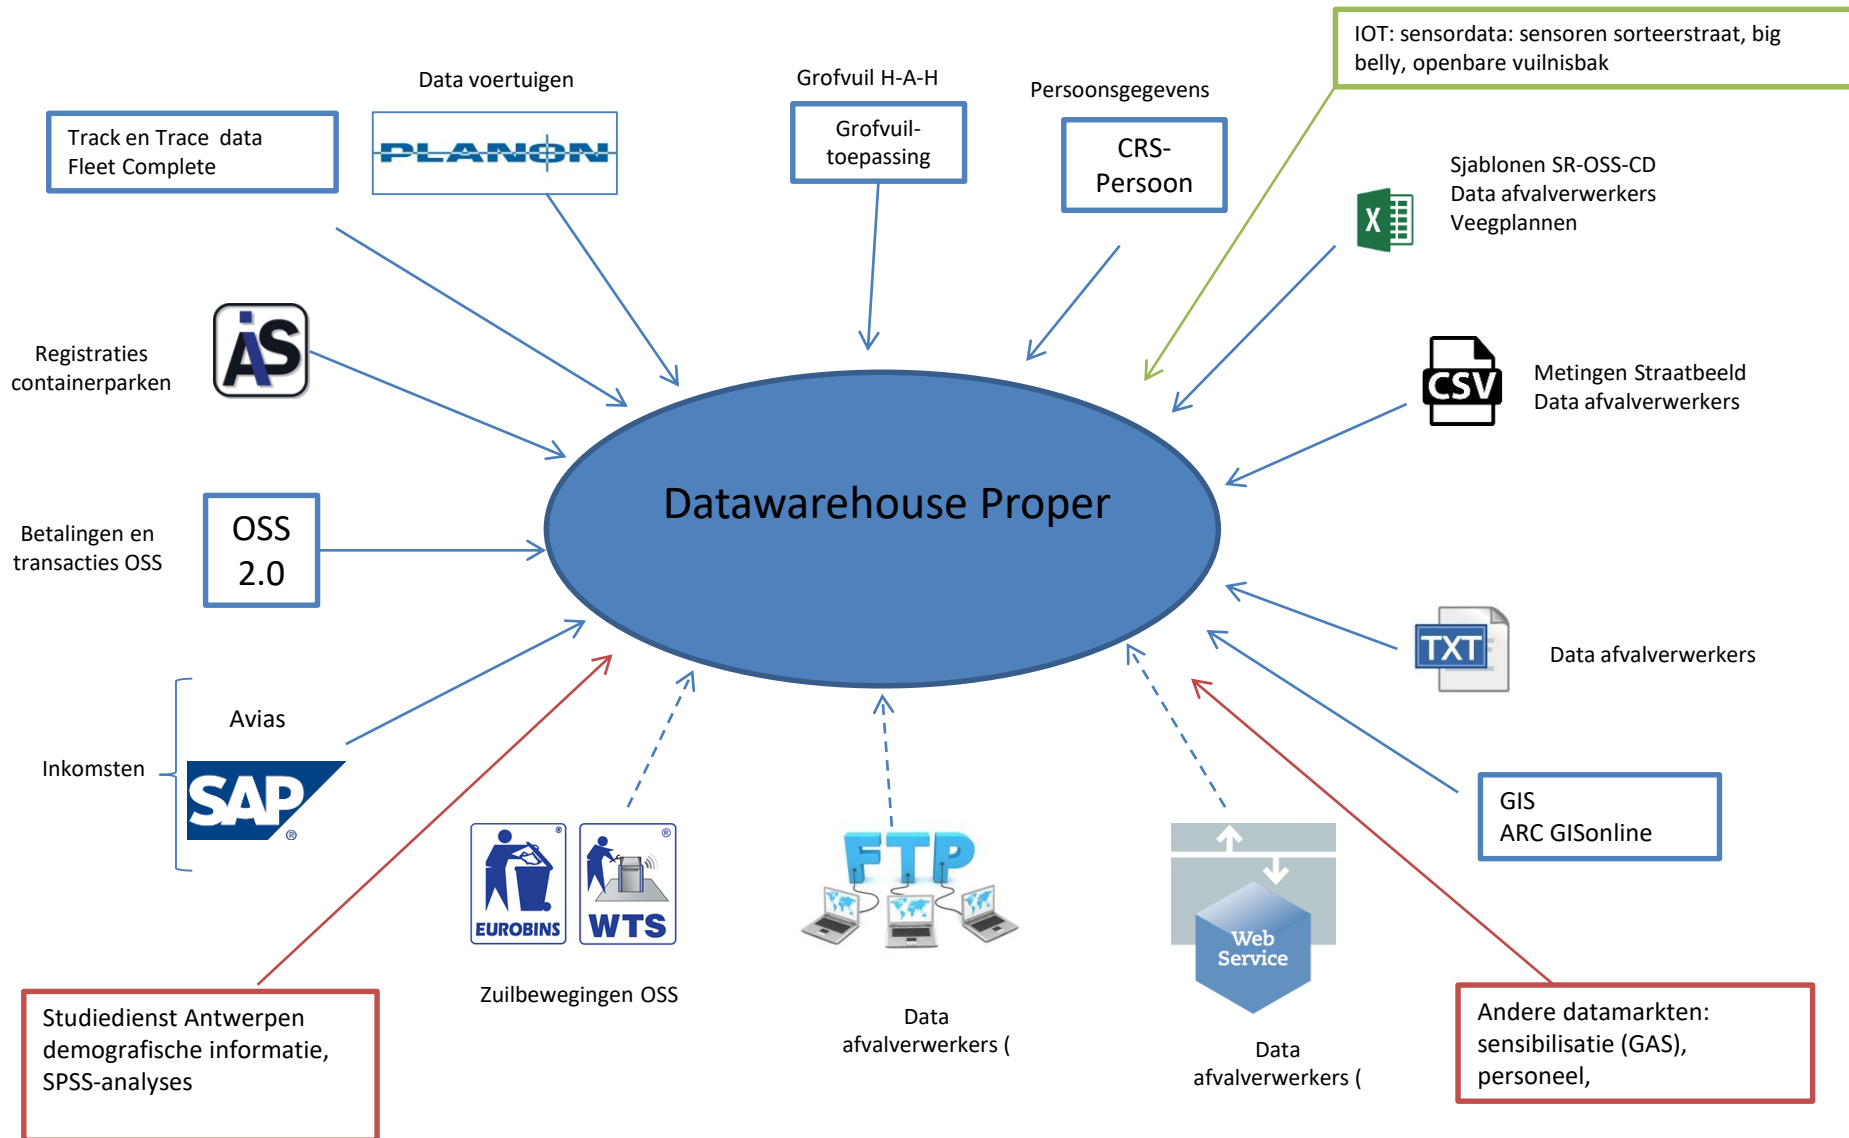 IOT: sensordata: sensoren sorteerstraat, big
belly, openbare vuilnisbak
Data voertuigen
PLANON
Grofvuil H-A-H
Grofvuil-
toepassing
Persoonsgegevens
CRS-
Persoon
Track en Trace data
Fleet Complete
Sjablonen SR-OSS-CD
Data afvalverwerkers
Veegplannen
X
Registraties
containerparken
AiS
CSV
Metingen Straatbeeld
Data afvalverwerkers
Datawarehouse Proper
Betalingen en
transacties OSS
OSS
2.0
TXT
Data afvalverwerkers
Inkomsten
Avias
SAP ®
GIS
ARC GISonline
®
EUROBINS
®
WTS
Zuilbewegingen OSS
FTP
Data
afvalverwerkers (
Web
Service
Data
afvalverwerkers (
Studiedienst Antwerpen
demografische informatie,
SPSS-analyses
Andere datamarkten:
sensibilisatie (GAS),
personeel,